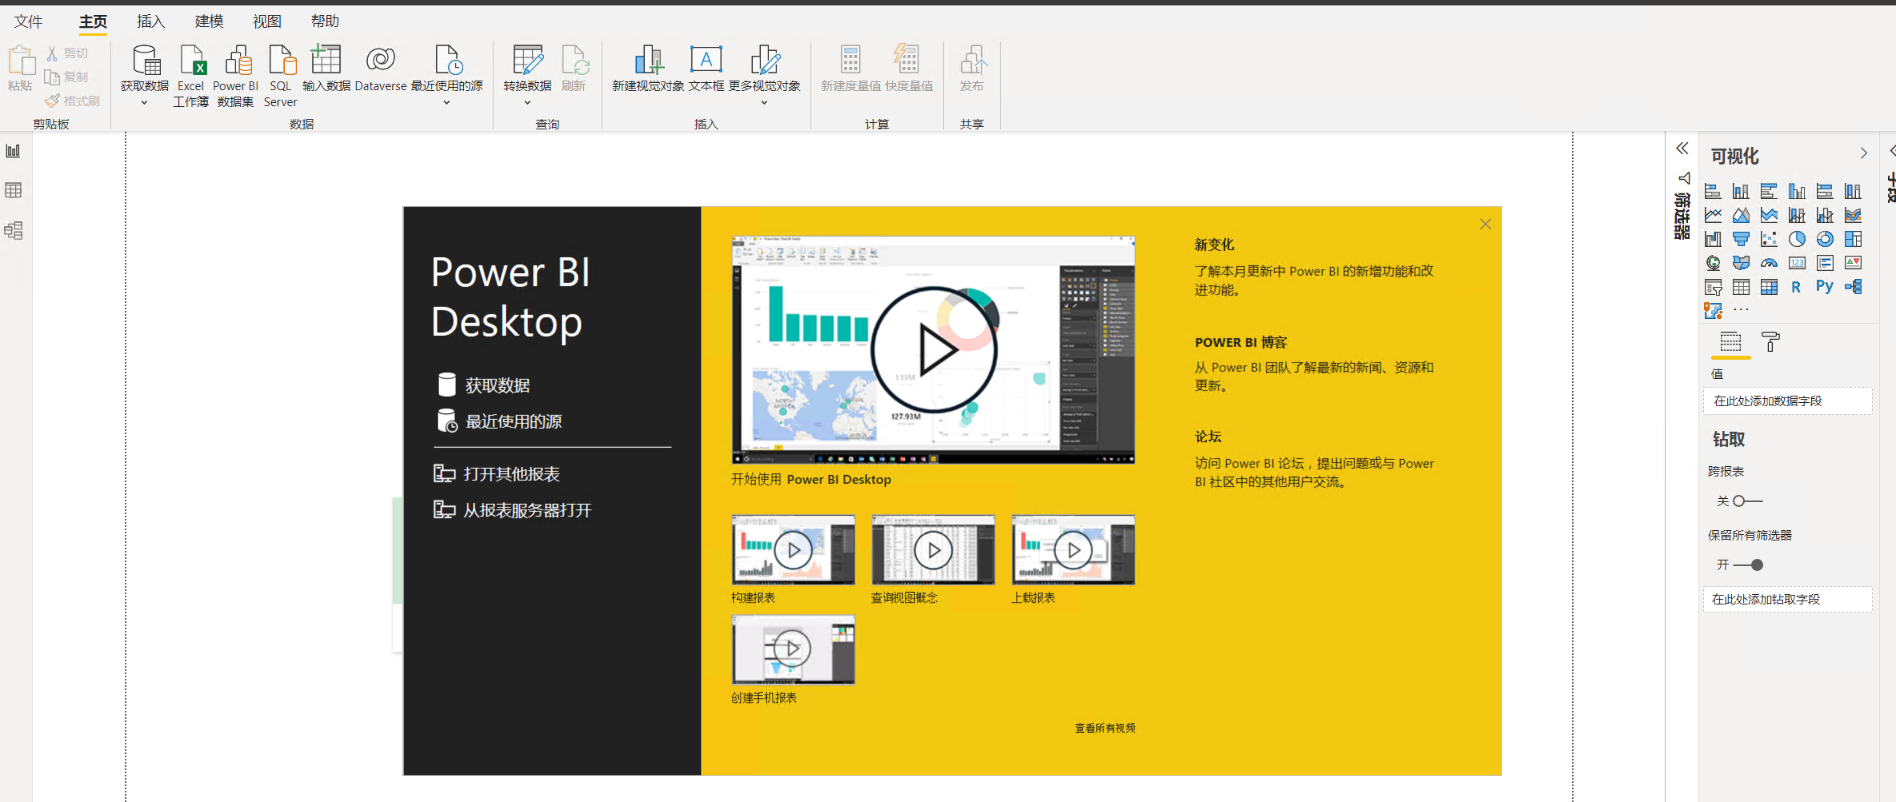 文件 主页 插入 建模 视图 帮助
粘贴 剪切
复制
格式刷
剪贴板
获取数据 Excel 工作簿 Power BI 数据集 SQL Server 输入数据 Dataverse 最近使用的源
数据
转换数据 刷新
查询
新建视觉对象 文本框 更多视觉对象
插入
新建度量值 快度量值
计算
发布
共享
Power BI
Desktop
获取数据
最近使用的源
打开其他报表
从报表服务器打开
127.93M
开始使用 Power BI Desktop
构建报表 查询视图概念 上载报表
创建手机报表
查看所有视频
新变化
了解本月更新中 Power BI 的新增功能和改
进功能。
POWER BI 博客
从 Power BI 团队了解最新的新闻、资源和
更新。
论坛
访问 Power BI 论坛，提出问题或与 Power
BI 社区中的其他用户交流。
筛选器
可视化
123
R Py
···
值
在此处添加数据字段
钻取
跨报表
关
保留所有筛选器
开
在此处添加钻取字段
字段